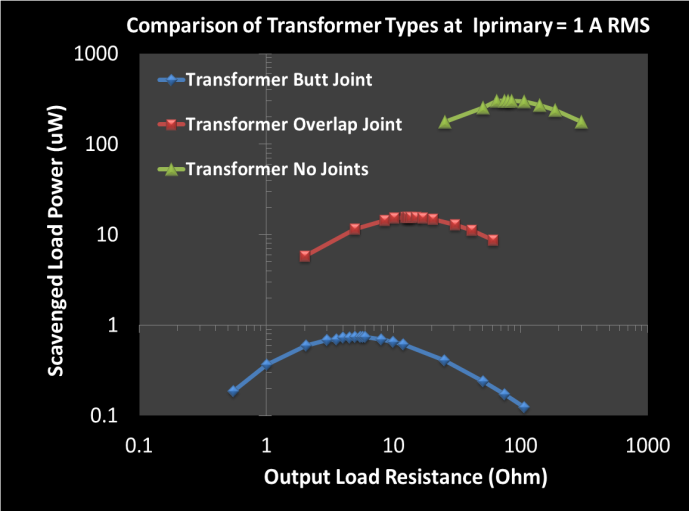 Comparison of Transformer Types at Iprimary = 1 A RMS
1000
Transformer Butt Joint
Transformer Overlap Joint
100
Transformer No Joints
10
1
0.1
Scavenged Load Power (uW)
0.1 1 10 100 1000
Output Load Resistance (Ohm)